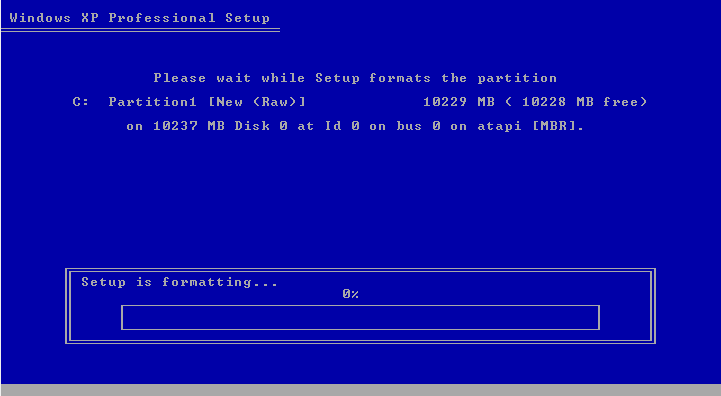 Windows XP Professional Setup
Please wait while Setup formats the partition
C: Partition1 [New (Raw)] 10229 MB ( 10228 MB free)
on 10237 MB Disk 0 at Id 0 on bus 0 on atapi [MBR].
Setup is formatting...
0%